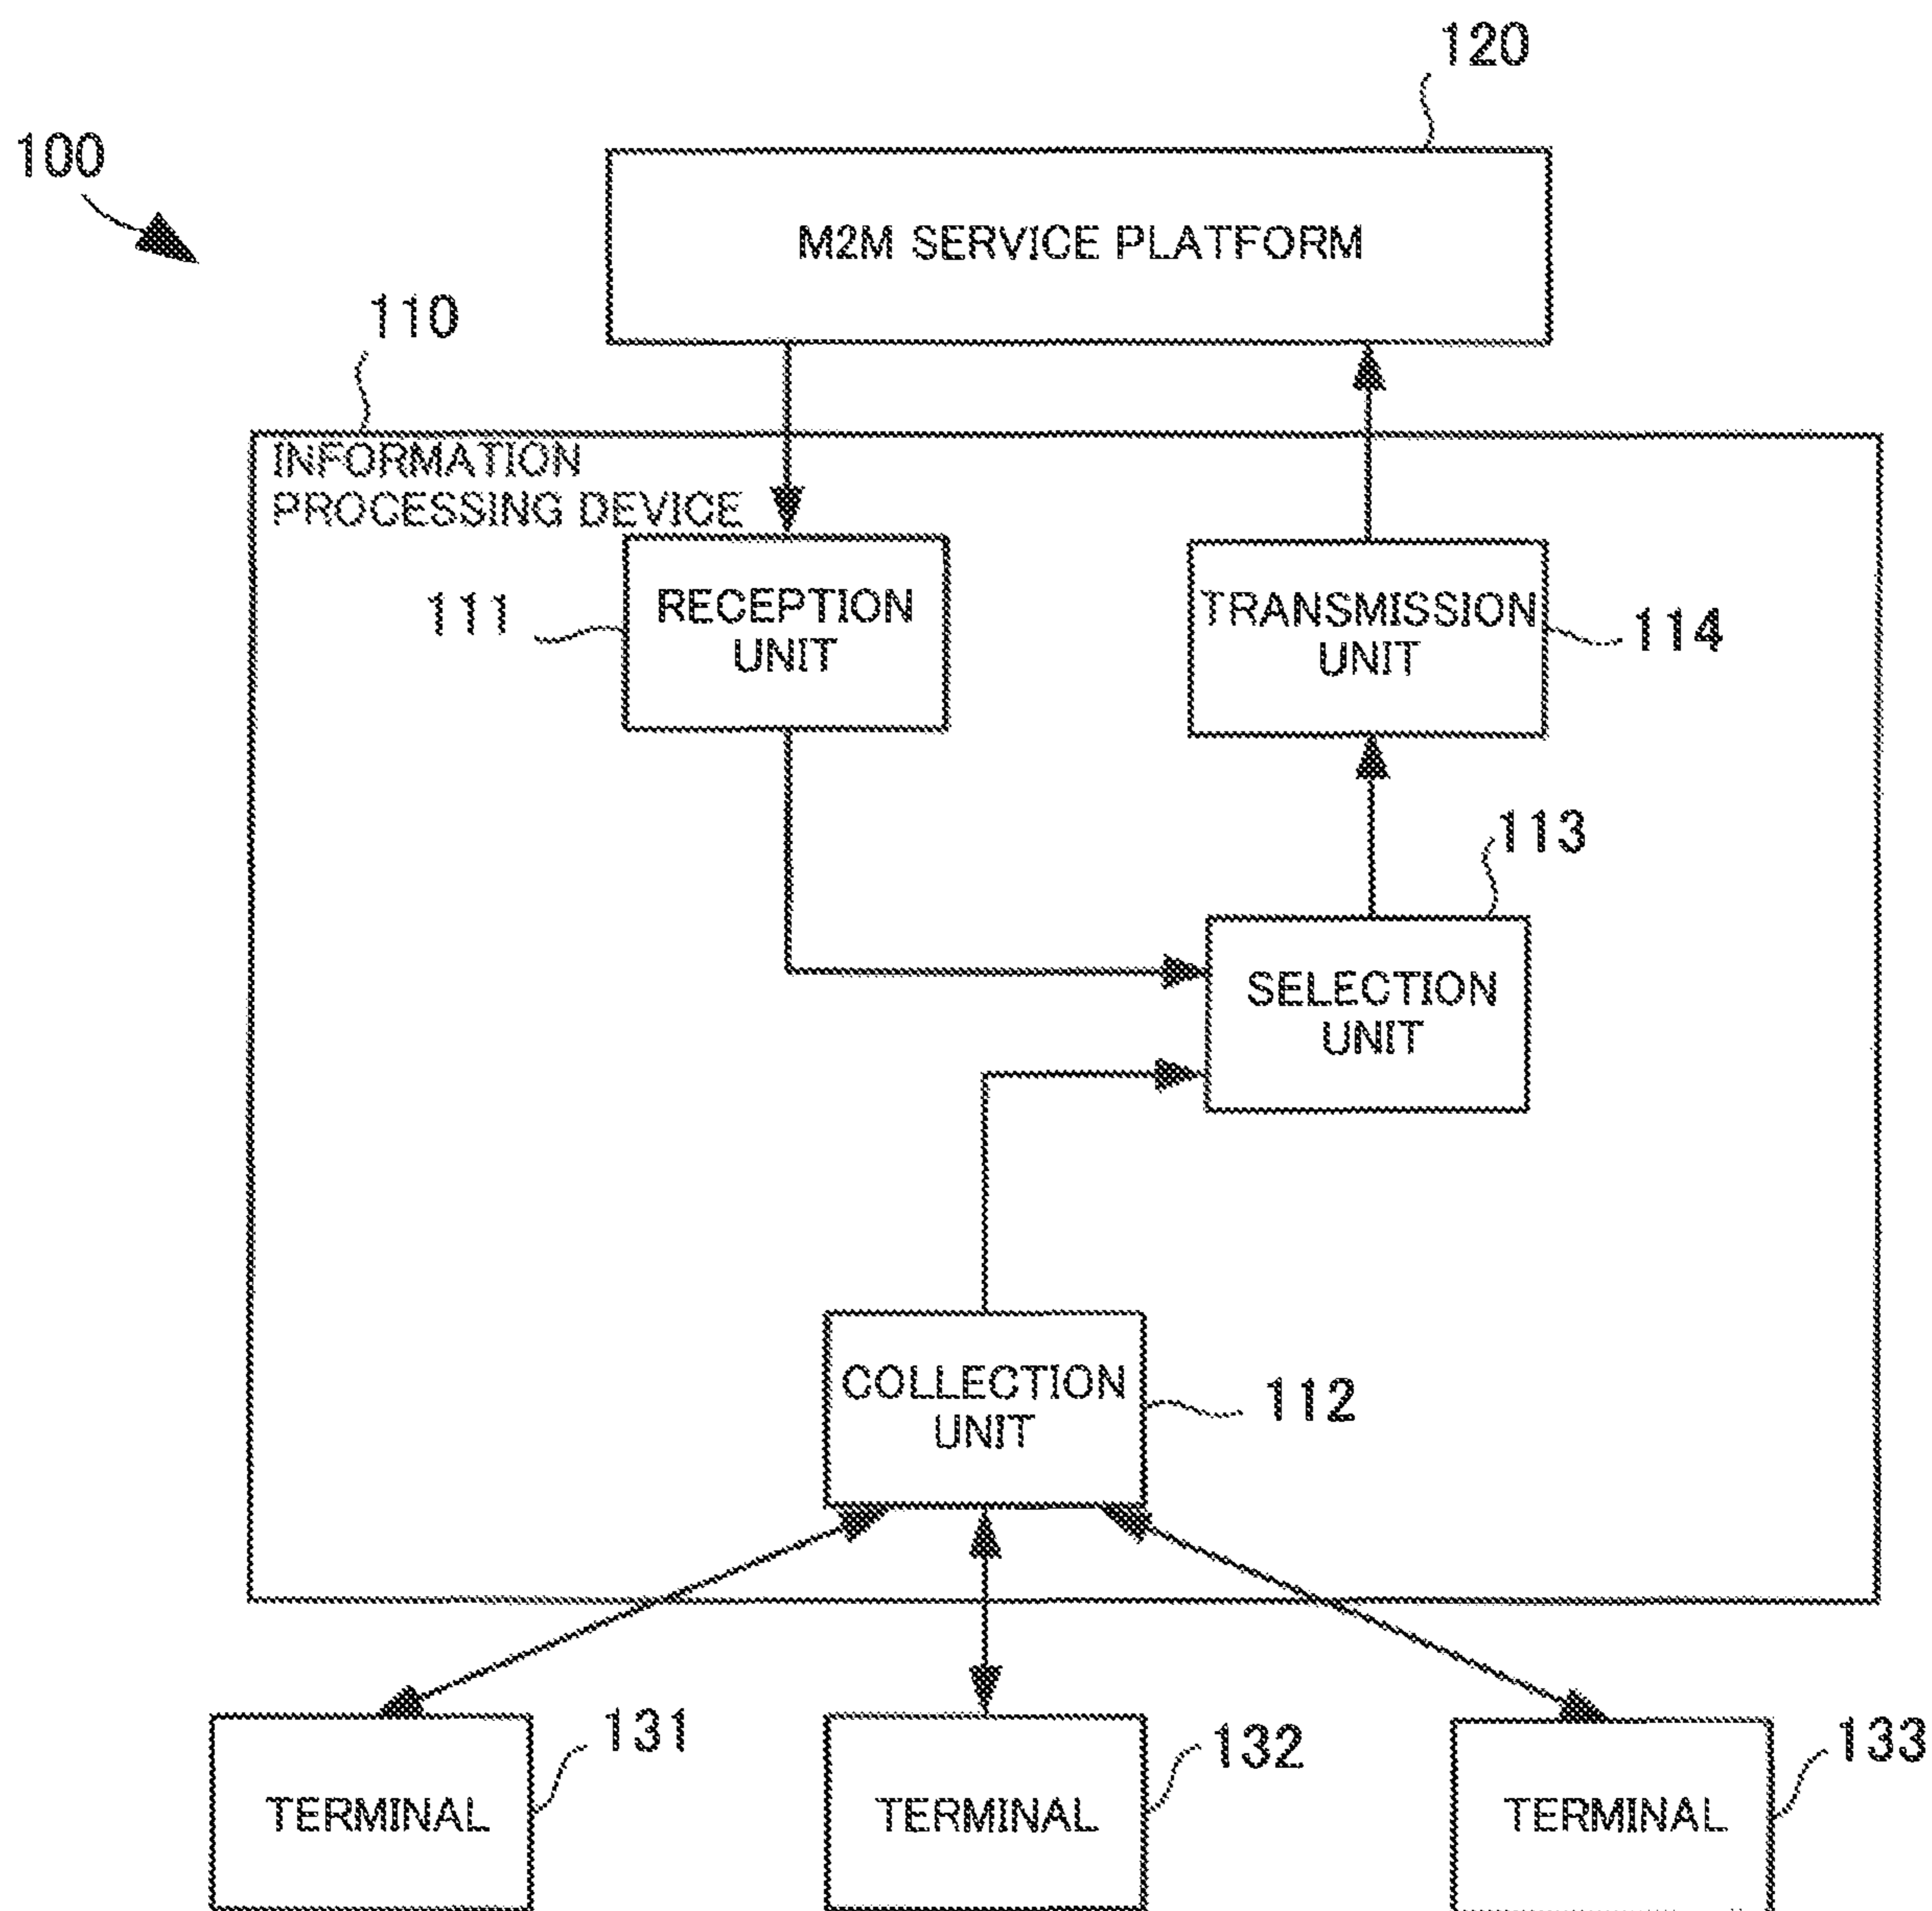 120
100
M2M SERVICE PLATFORM
110
INFORMATION
PROCESSING DEVICE
111
RECEPTION
UNIT
TRANSMISSION
UNIT
114
113
SELECTION
UNIT
COLLECTION
UNIT
112
131
132
133
TERMINAL
TERMINAL
TERMINAL